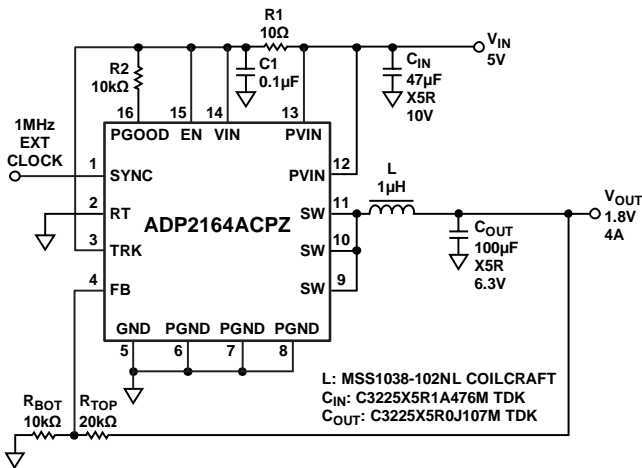 R1
10Ω
VIN
5V
R2
10kΩ
C1
0.1µF
CIN
47µF
X5R
10V
16
15
14
13
PGOOD
EN
VIN
PVIN
1MHz
EXT
CLOCK
1
SYNC
PVIN
12
2
RT
ADP2164ACPZ
SW
11
L
1µH
VOUT
1.8V
4A
3
TRK
SW
10
COUT
100µF
X5R
6.3V
4
FB
SW
9
GND
PGND
PGND
PGND
5
6
7
8
L: MSS1038-102NL COILCRAFT
CIN: C3225X5R1A476M TDK
COUT: C3225X5R0J107M TDK
RBOT
10kΩ
RTOP
20kΩ